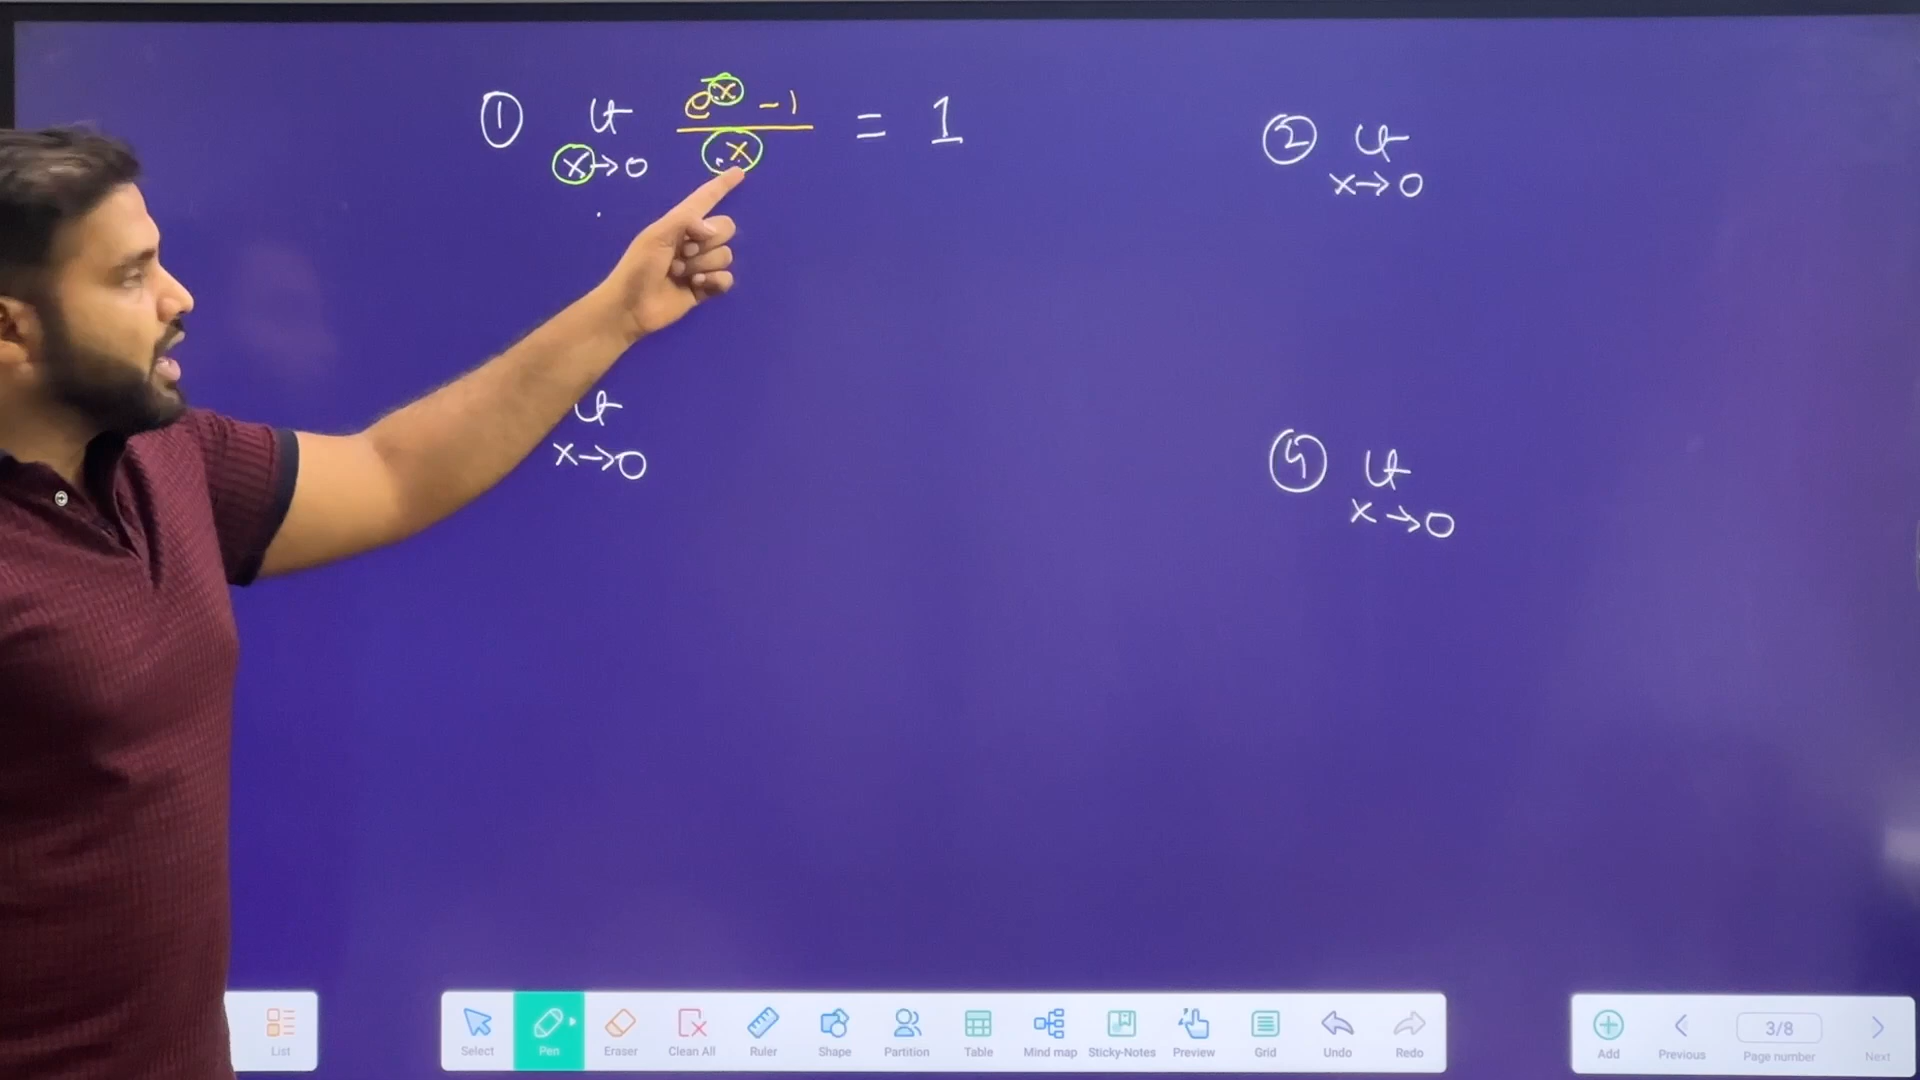 ① Lt e^x - 1 = 1
x→0 x
② Lt
x→0
Lt
x→0
④ Lt
x→0
List
Select Pen Eraser Clean All Ruler Shape Partition Table Mind map Sticky-Notes Preview Grid Undo Redo
Add Previous 3/8 Page number Next